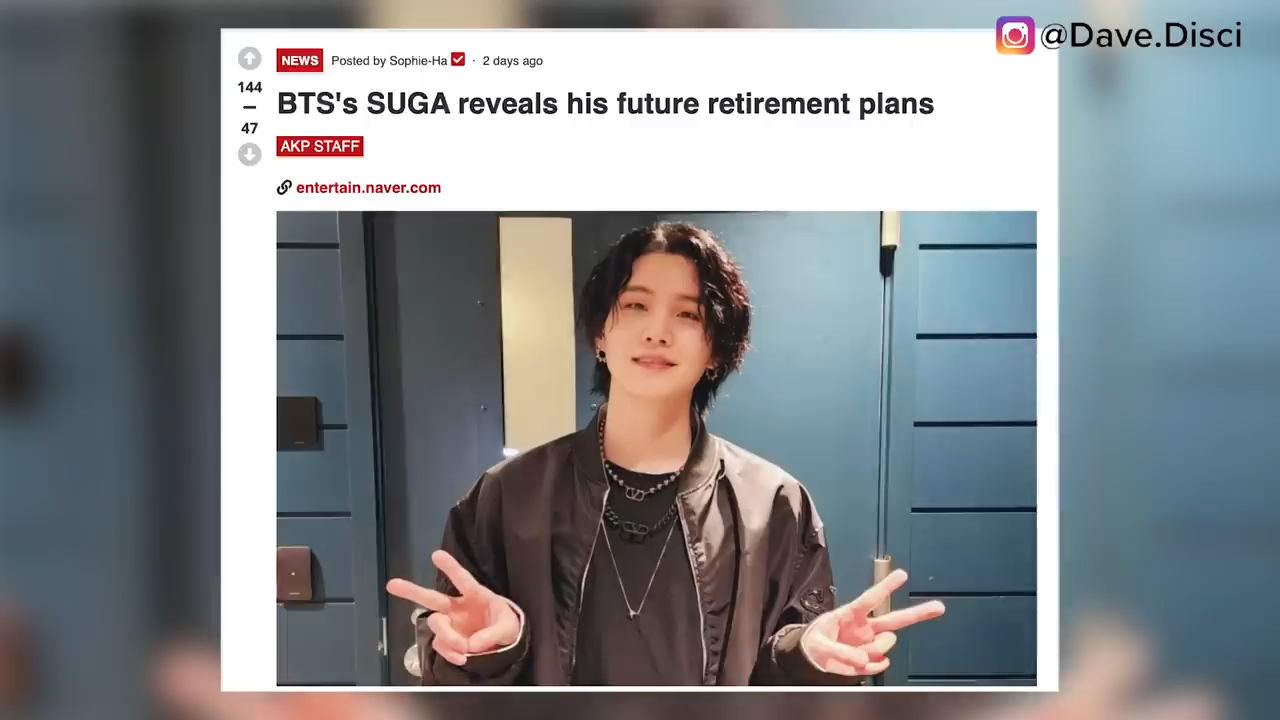 @Dave.Disci
NEWS Posted by Sophie-Ha · 2 days ago
144
–
47
BTS's SUGA reveals his future retirement plans
AKP STAFF
entertain.naver.com